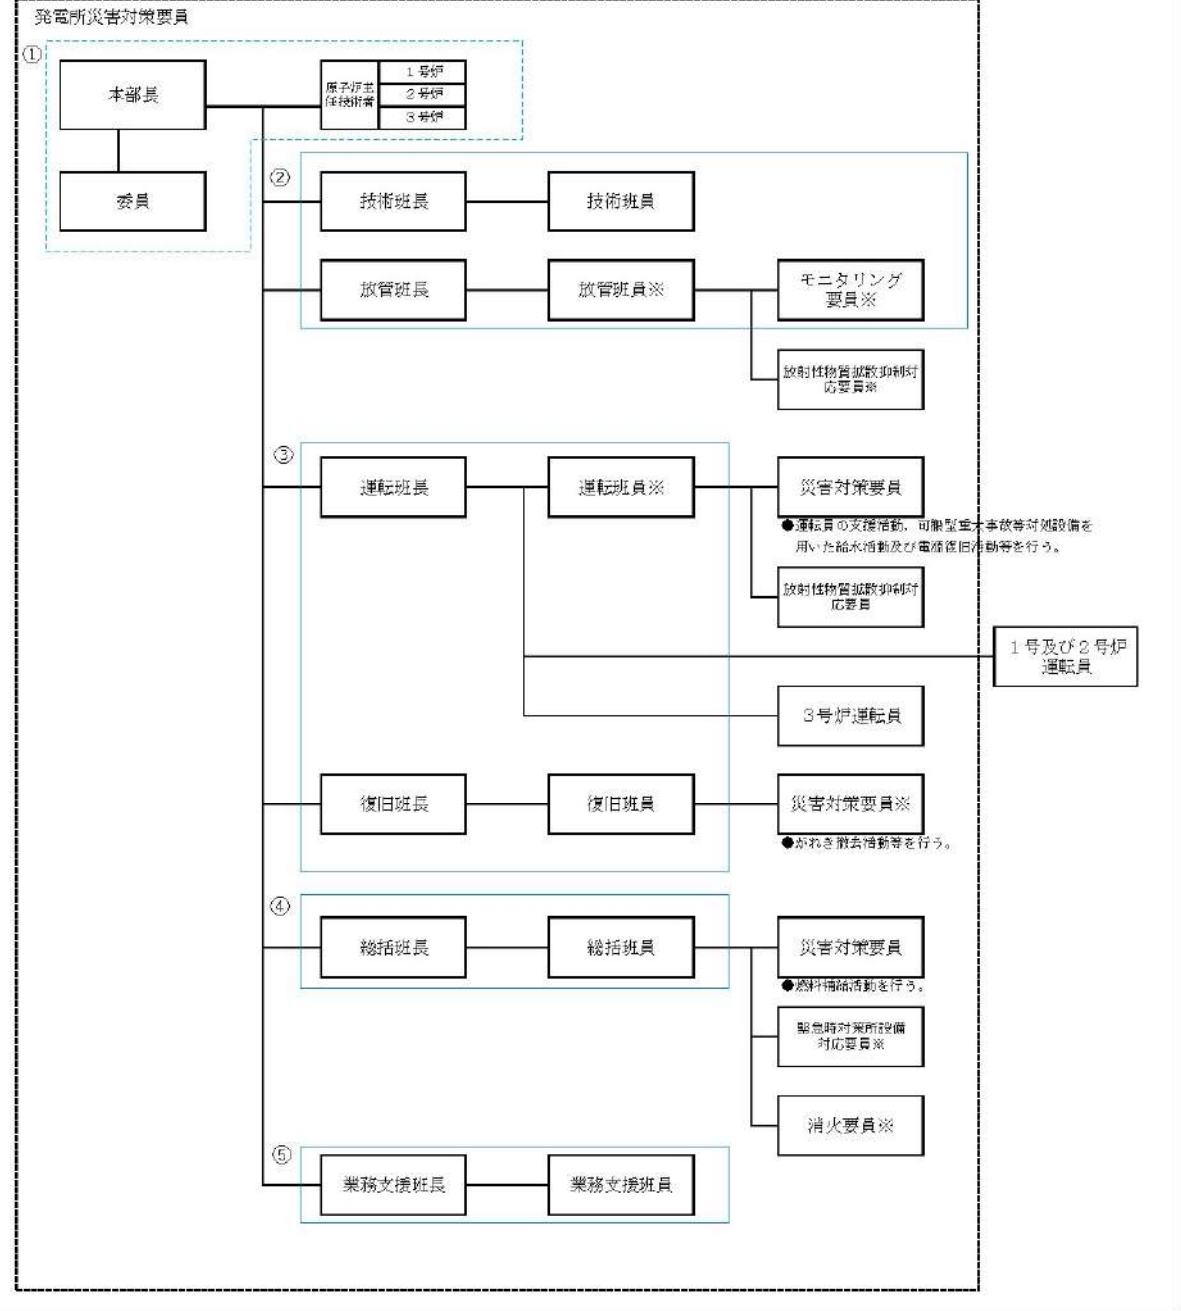 発電所災害対策要員
①
本部長
原子炉主
任技術者
1号炉
2号炉
3号炉
委員
②
技術班長
技術班員
放管班長
放管班員※
モニタリング
要員※
放射性物質拡散抑制対
応要員※
③
運転班長
運転班員※
災害対策要員
●運転員の支援活動，可搬型重大事故等対処設備を
用いた給水活動及び電源復旧活動等を行う。
放射性物質拡散抑制対
応要員
1号及び2号炉
運転員
3号炉運転員
復旧班長
復旧班員
災害対策要員※
●がれき撤去活動等を行う。
④
総括班長
総括班員
災害対策要員
●燃料補給活動を行う。
緊急時対策所設備
対応要員※
消火要員※
⑤
業務支援班長
業務支援班員